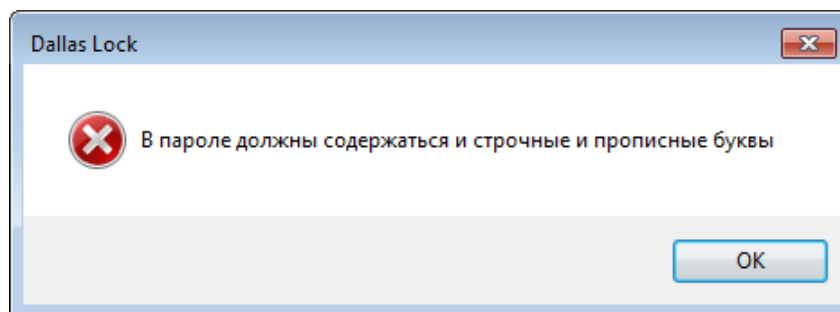 Dallas Lock
В пароле должны содержаться и строчные и прописные буквы
OK